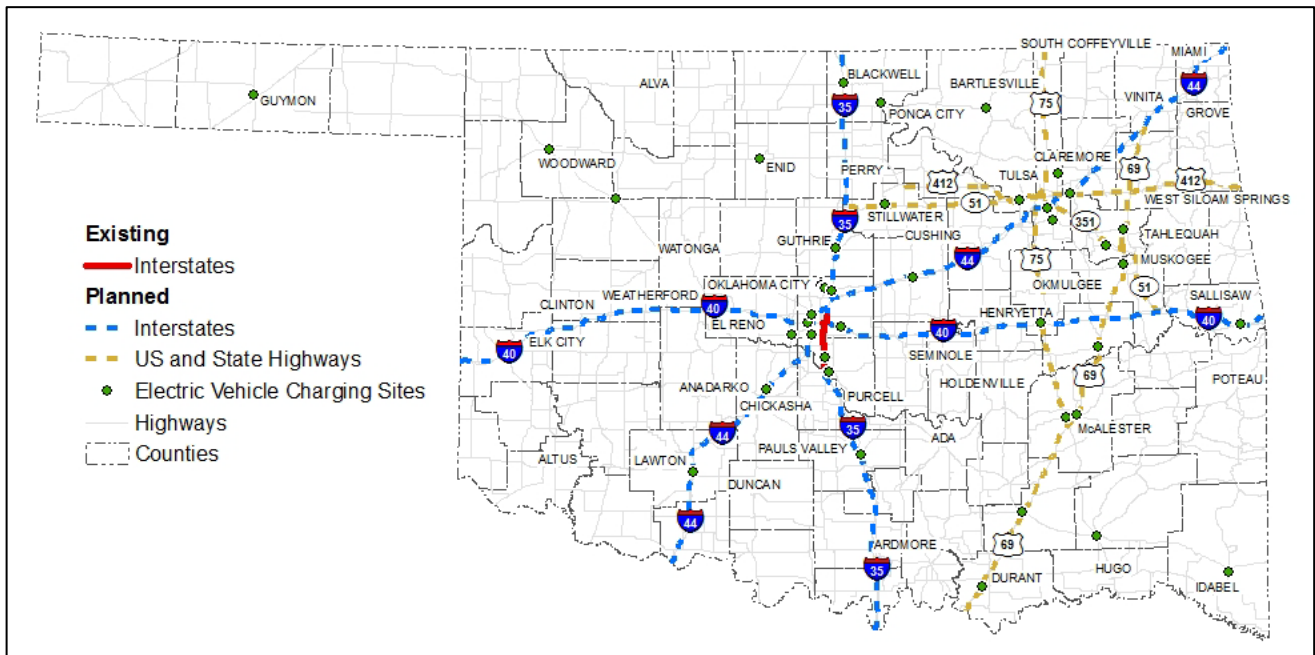 SOUTH COFFEYVILLE
MIAMI
ALVA
BLACKWELL
BARTLESVILLE
44
GUYMON
35
PONCA CITY
75
VINITA
GROVE
WOODWARD
ENID
PERRY
CLAREMORE
TULSA
69
412
412
WEST SILOAM SPRINGS
51
STILLWATER
35
351
TAHLEQUAH
GUTHRIE
CUSHING
WATONGA
44
75
MUSKOGEE
OKMULGEE
51
OKLAHOMA CITY
SALLISAW
CLINTON
WEATHERFORD
40
EL RENO
HENRYETTA
40
40
ELK CITY
40
SEMINOLE
HOLDENVILLE
69
POTEAU
ANADARKO
CHICKASHA
PURCELL
44
35
McALESTER
ADA
PAULS VALLEY
ALTUS
LAWTON
DUNCAN
44
ARDMORE
69
35
DURANT
HUGO
IDABEL
Existing
Interstates
Planned
Interstates
US and State Highways
Electric Vehicle Charging Sites
Highways
Counties